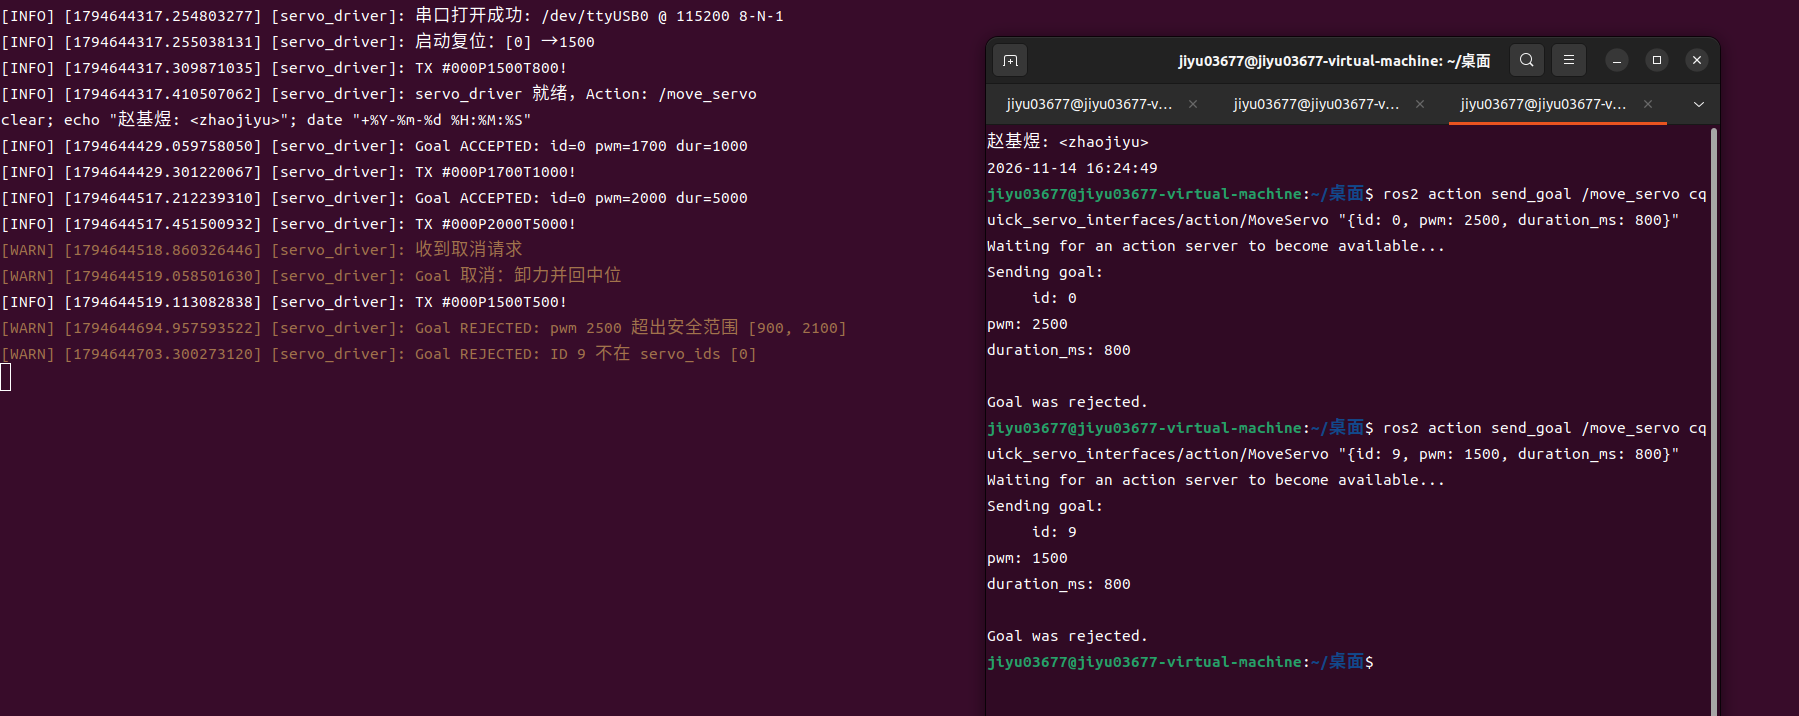 [INFO] [1794644317.254803277] [servo_driver]: 串口打开成功: /dev/ttyUSB0 @ 115200 8-N-1
[INFO] [1794644317.255038131] [servo_driver]: 启动复位: [0] →1500
[INFO] [1794644317.309871035] [servo_driver]: TX #000P1500T800!
[INFO] [1794644317.410507062] [servo_driver]: servo_driver 就绪，Action: /move_servo
clear; echo "赵基煜: <zhaojiyu>"; date "+%Y-%m-%d %H:%M:%S"
[INFO] [1794644429.059758050] [servo_driver]: Goal ACCEPTED: id=0 pwm=1700 dur=1000
[INFO] [1794644429.301220067] [servo_driver]: TX #000P1700T1000!
[INFO] [1794644517.212239310] [servo_driver]: Goal ACCEPTED: id=0 pwm=2000 dur=5000
[INFO] [1794644517.451500932] [servo_driver]: TX #000P2000T5000!
[WARN] [1794644518.860326446] [servo_driver]: 收到取消请求
[WARN] [1794644519.058501630] [servo_driver]: Goal 取消: 卸力并回中位
[INFO] [1794644519.113082838] [servo_driver]: TX #000P1500T500!
[WARN] [1794644694.957593522] [servo_driver]: Goal REJECTED: pwm 2500 超出安全范围 [900, 2100]
[WARN] [1794644703.300273120] [servo_driver]: Goal REJECTED: ID 9 不在 servo_ids [0]
jiyu03677@jiyu03677-virtual-machine: ~/桌面
jiyu03677@jiyu03677-v...
jiyu03677@jiyu03677-v...
jiyu03677@jiyu03677-v...
赵基煜: <zhaojiyu>
2026-11-14 16:24:49
jiyu03677@jiyu03677-virtual-machine:~/桌面$ ros2 action send_goal /move_servo cq
uick_servo_interfaces/action/MoveServo "{id: 0, pwm: 2500, duration_ms: 800}"
Waiting for an action server to become available...
Sending goal:
id: 0
pwm: 2500
duration_ms: 800
Goal was rejected.
jiyu03677@jiyu03677-virtual-machine:~/桌面$ ros2 action send_goal /move_servo cq
uick_servo_interfaces/action/MoveServo "{id: 9, pwm: 1500, duration_ms: 800}"
Waiting for an action server to become available...
Sending goal:
id: 9
pwm: 1500
duration_ms: 800
Goal was rejected.
jiyu03677@jiyu03677-virtual-machine:~/桌面$